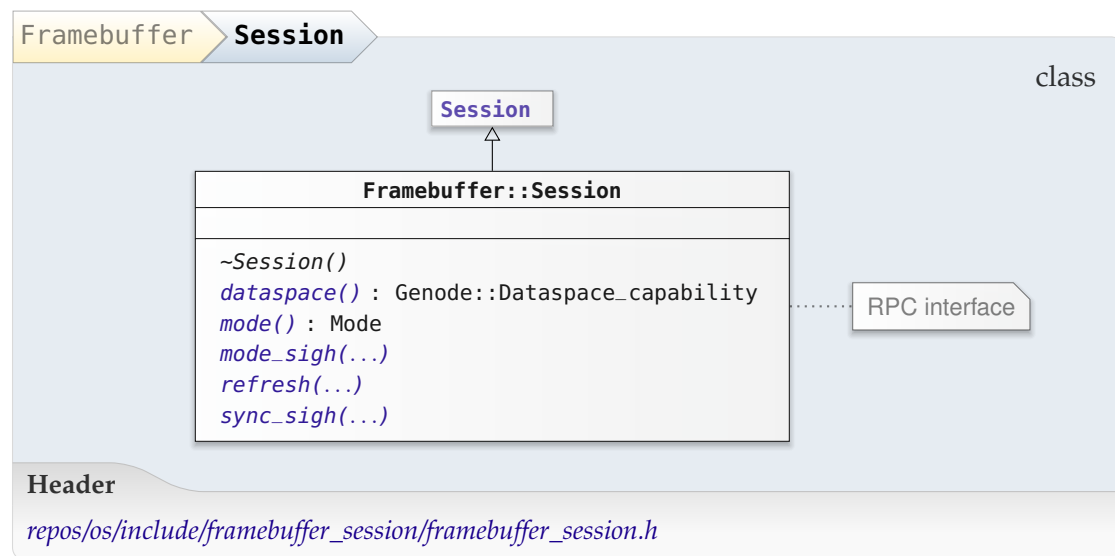 Framebuffer Session
class
Session
Framebuffer::Session
~Session()
dataspace() : Genode::Dataspace_capability
mode() : Mode
mode_sigh(...)
refresh(...)
sync_sigh(...)
RPC interface
Header
repos/os/include/framebuffer_session/framebuffer_session.h